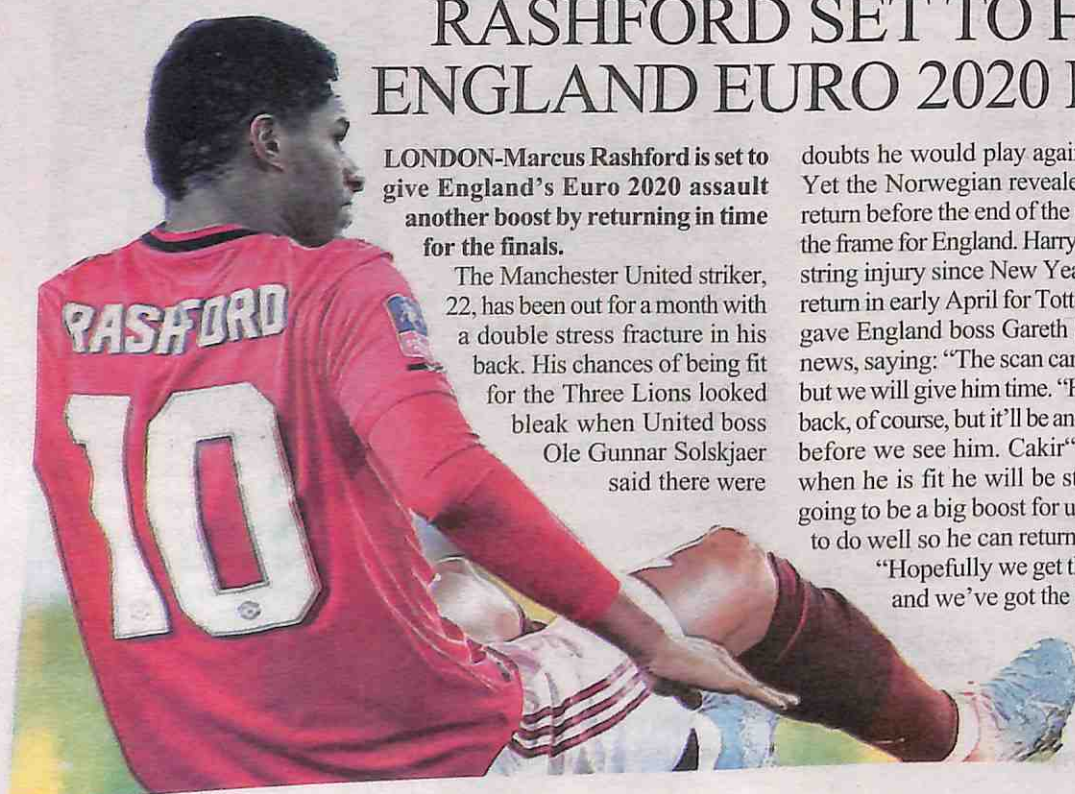 RASHFORD SET TO
ENGLAND EURO 2020
LONDON-Marcus Rashford is set to
give England's Euro 2020 assault
another boost by returning in time
for the finals.
The Manchester United striker,
22, has been out for a month with
a double stress fracture in his
back. His chances of being fit
for the Three Lions looked
bleak when United boss
Ole Gunnar Solskjaer
said there were
doubts he would play
Yet the Norwegian
return before the end of the
the frame for England. Harry
string injury since New
return in early April for
gave England boss Gareth
news, saying: “The scan
but we will give him time.
back, of course, but it'll be
before we see him. Cakir“
when he is fit he will be
going to be a big boost for
to do well so he can return
“Hopefully we get
and we've got the
RASHFORD
10